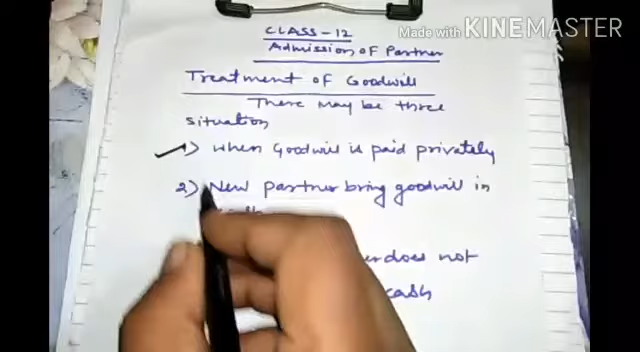 Made with KINEMASTER
CLASS-12
Admission of Partner
Treatment of Goodwill
There may be three
situation
1) When Goodwill is paid privately
2) New partner bring goodwill in
does not
cash